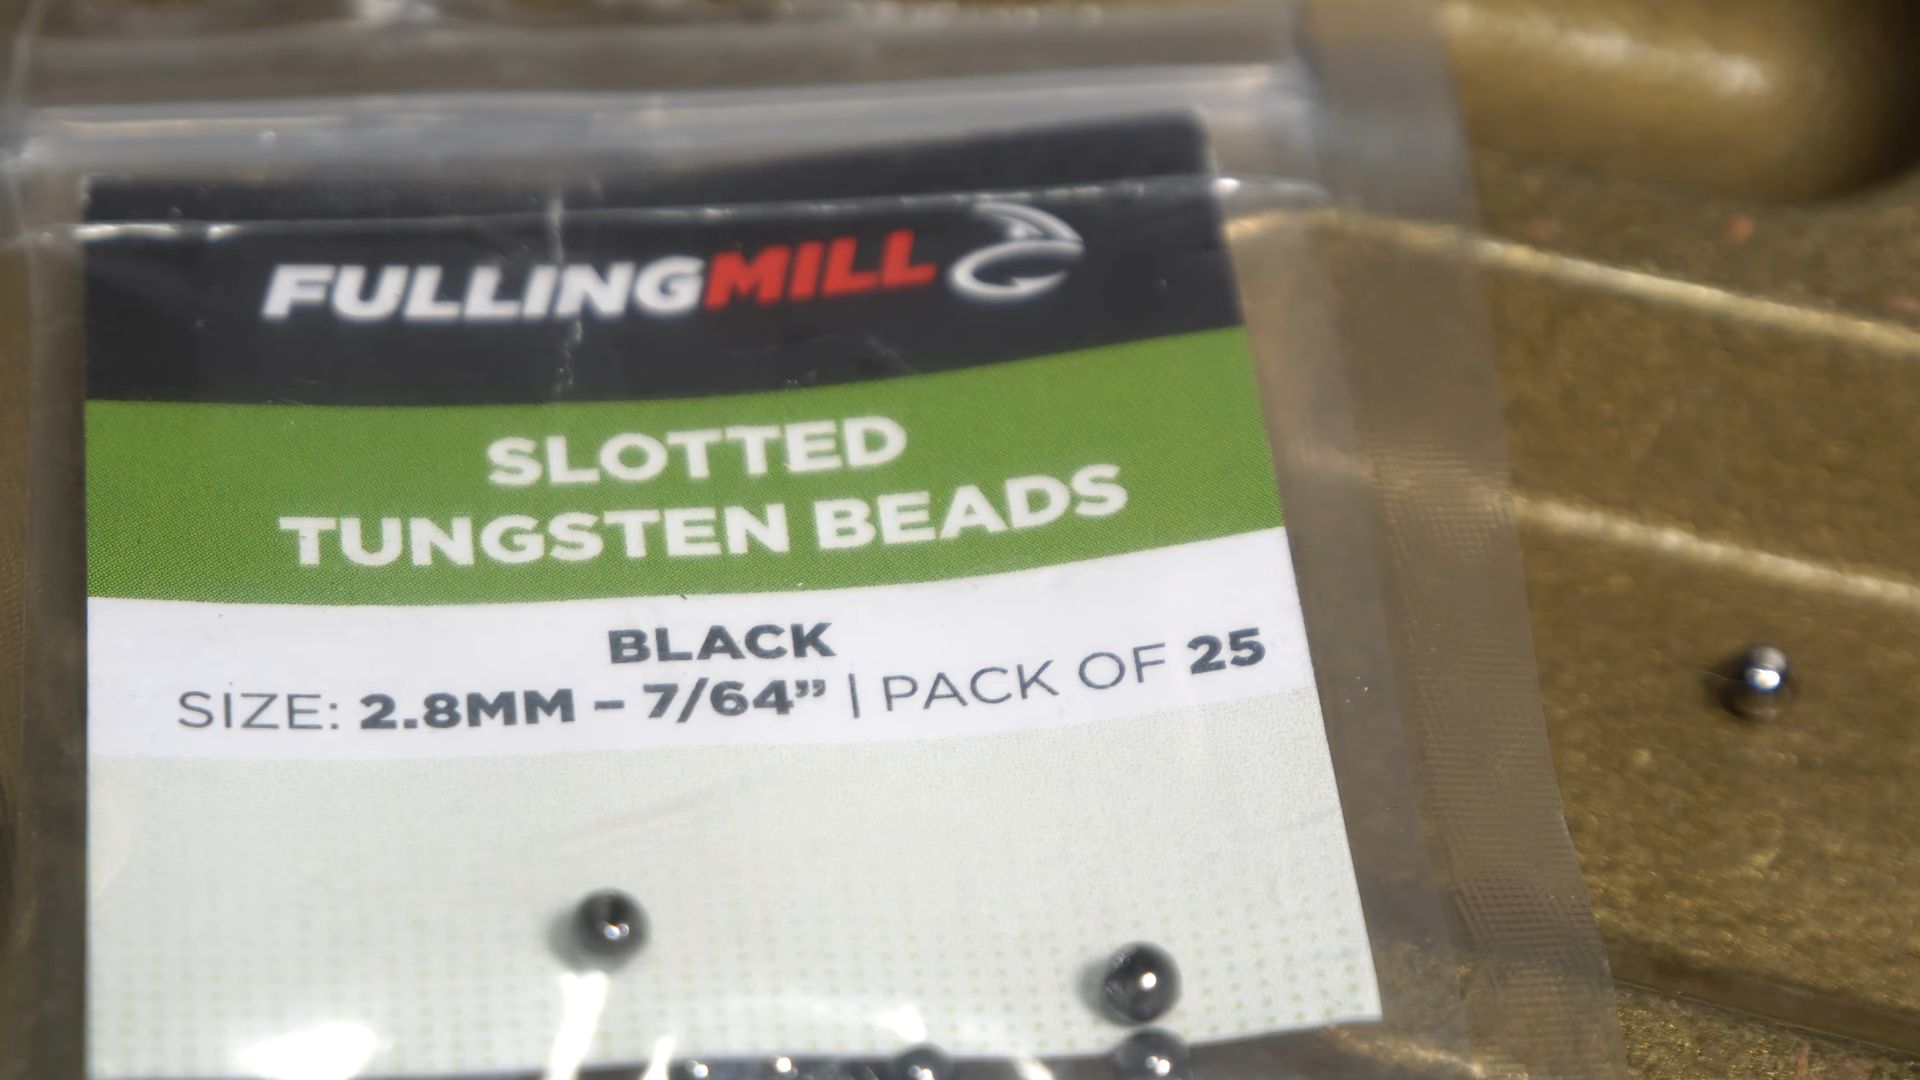 FULLINGMILL
SLOTTED
TUNGSTEN BEADS
BLACK
SIZE: 2.8MM – 7/64” | PACK OF 25